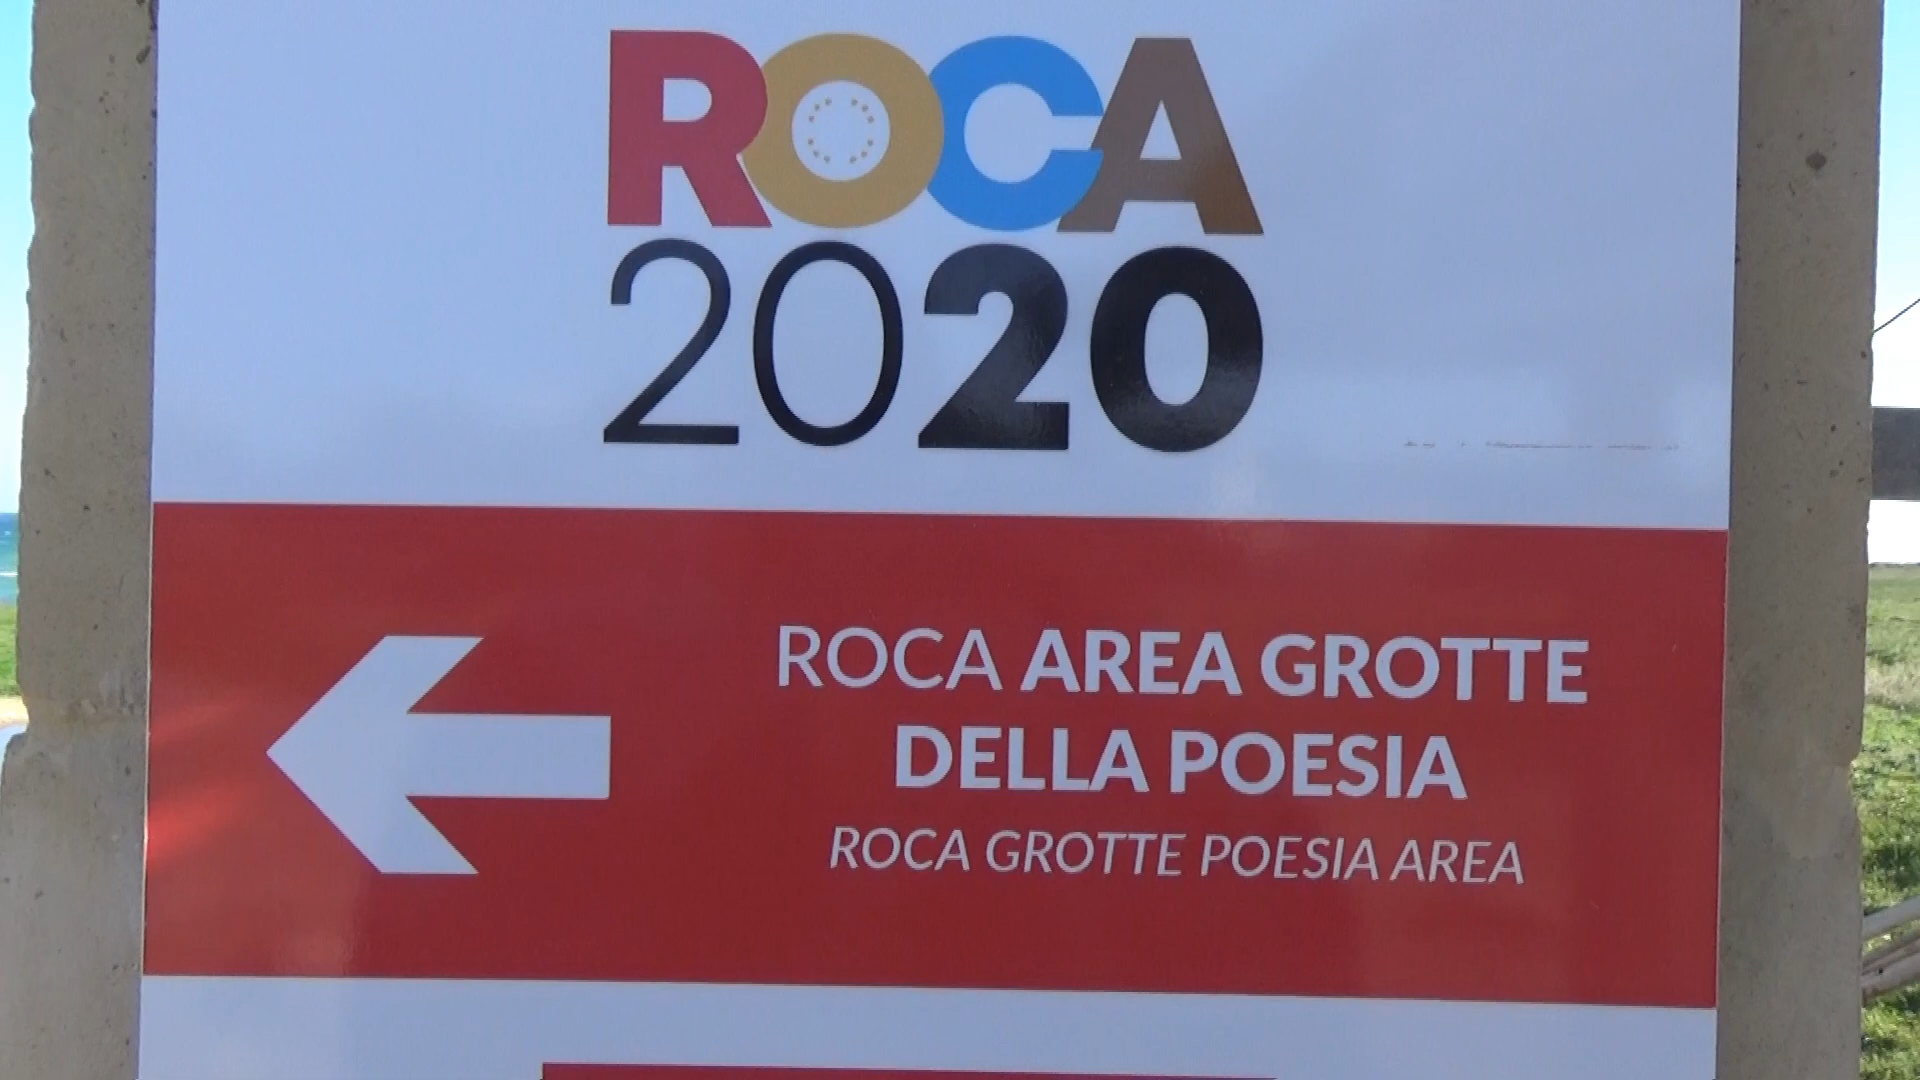 ROCA
2020
ROCA AREA GROTTE
DELLA POESIA
ROCA GROTTE POESIA AREA